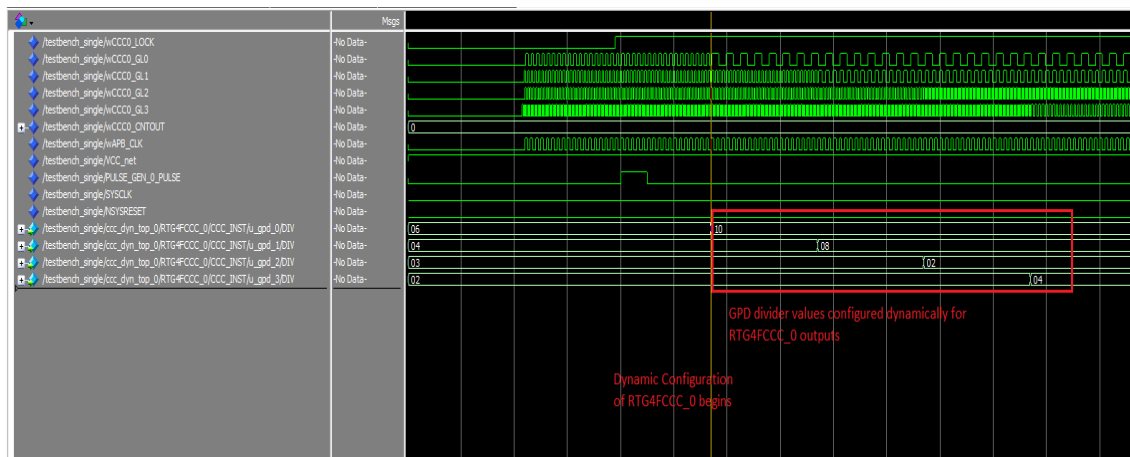 Msgs
/testbench_single/wCCC0_LOCK -No Data-
/testbench_single/wCCC0_GL0 -No Data-
/testbench_single/wCCC0_GL1 -No Data-
/testbench_single/wCCC0_GL2 -No Data-
/testbench_single/wCCC0_GL3 -No Data-
/testbench_single/wCCC0_CNTOUT -No Data- 0
/testbench_single/wAPB_CLK -No Data-
/testbench_single/VCC_net -No Data-
/testbench_single/PULSE_GEN_0_PULSE -No Data-
/testbench_single/SYSCLK -No Data-
/testbench_single/NSYSRESET -No Data-
/testbench_single/ccc_dyn_top_0/RTG4FCCC_0/CCC_INST/u_gpd_0/DIV -No Data- 06 10
/testbench_single/ccc_dyn_top_0/RTG4FCCC_0/CCC_INST/u_gpd_1/DIV -No Data- 04 08
/testbench_single/ccc_dyn_top_0/RTG4FCCC_0/CCC_INST/u_gpd_2/DIV -No Data- 03 02
/testbench_single/ccc_dyn_top_0/RTG4FCCC_0/CCC_INST/u_gpd_3/DIV -No Data- 02 04
GPD divider values configured dynamically for
RTG4FCCC_0 outputs
Dynamic Configuration
of RTG4FCCC_0 begins